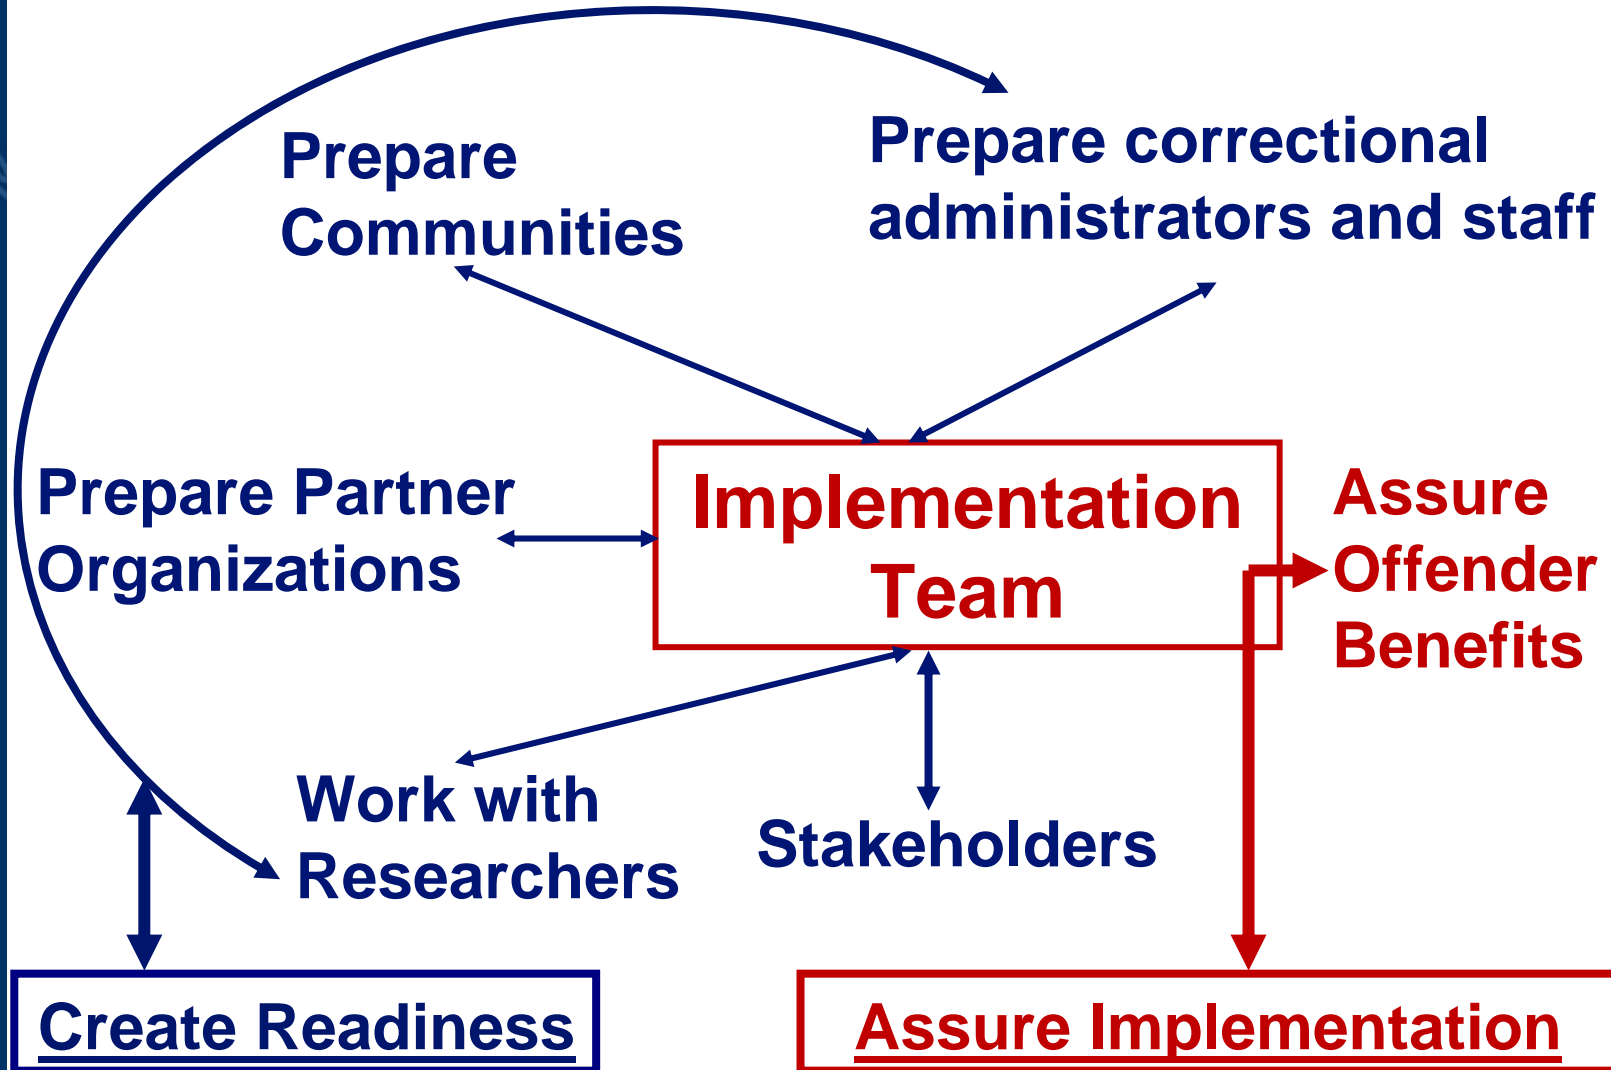 Prepare
Communities
Prepare correctional
administrators and staff
Prepare Partner
Organizations
Implementation
Team
Assure
Offender
Benefits
Work with
Researchers
Stakeholders
Create Readiness
Assure Implementation